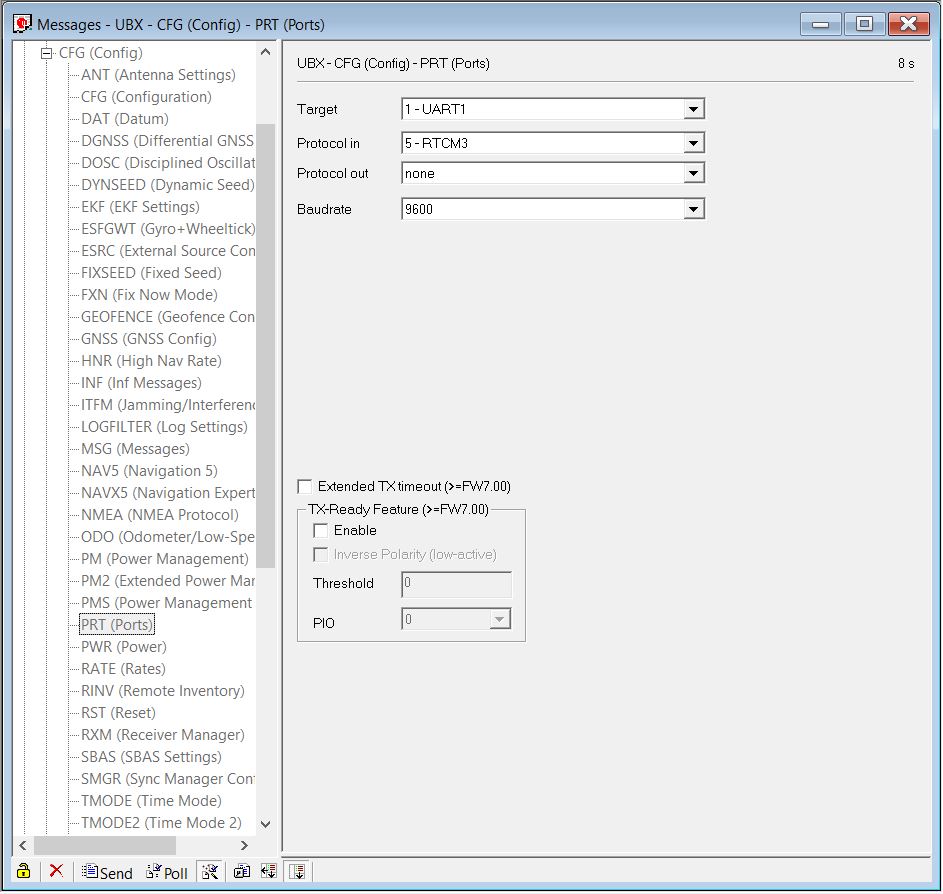 Messages - UBX - CFG (Config) - PRT (Ports)
CFG (Config)
ANT (Antenna Settings)
CFG (Configuration)
DAT (Datum)
DGNSS (Differential GNSS
DOSC (Disciplined Oscillat
DYNSEED (Dynamic Seed)
EKF (EKF Settings)
ESFGWT (Gyro+Wheeltick)
ESRC (External Source Con
FIXSEED (Fixed Seed)
FXN (Fix Now Mode)
GEOFENCE (Geofence Con
GNSS (GNSS Config)
HNR (High Nav Rate)
INF (Inf Messages)
ITFM (Jamming/Interferenc
LOGFILTER (Log Settings)
MSG (Messages)
NAV5 (Navigation 5)
NAVX5 (Navigation Expert
NMEA (NMEA Protocol)
ODO (Odometer/Low-Spe
PM (Power Management)
PM2 (Extended Power Mar
PMS (Power Management
PRT (Ports)
PWR (Power)
RATE (Rates)
RINV (Remote Inventory)
RST (Reset)
RXM (Receiver Manager)
SBAS (SBAS Settings)
SMGR (Sync Manager Conf
TMODE (Time Mode)
TMODE2 (Time Mode 2)
UBX - CFG (Config) - PRT (Ports) 8 s
Target 1 - UART1
Protocol in 5 - RTCM3
Protocol out none
Baudrate 9600
Extended TX timeout (>=FW7.00)
TX-Ready Feature (>=FW7.00)
Enable
Inverse Polarity (low-active)
Threshold 0
PIO 0
Send Poll